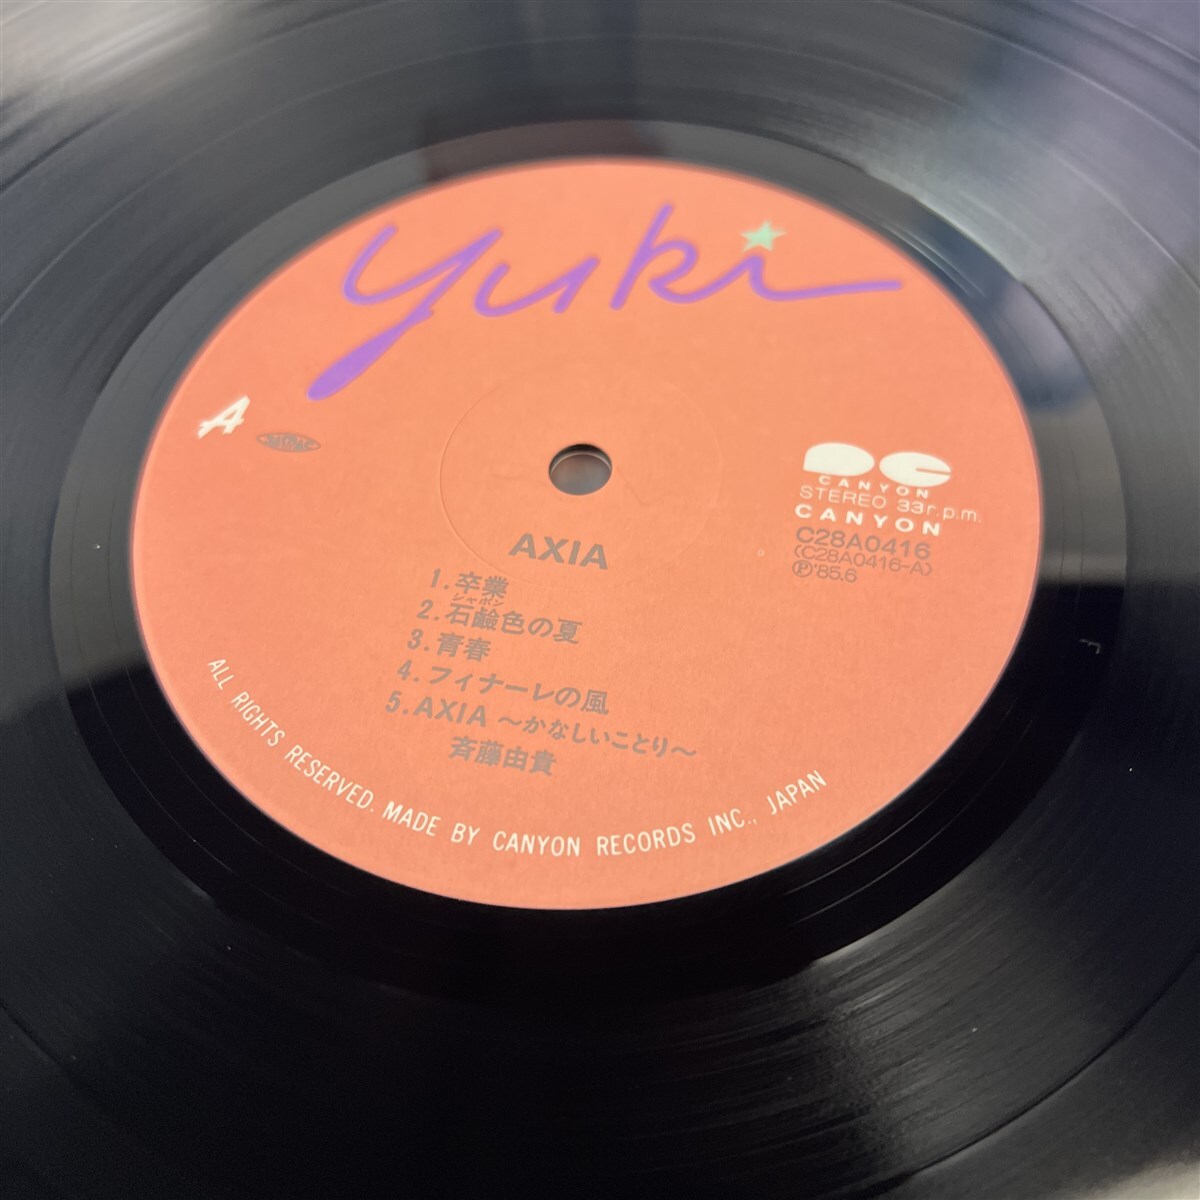 yuki
A
CANYON
STEREO 33r.p.m.
CANYON
C28A0416
(C28A0416-A)
Ⓟ'85.6
AXIA
1.卒業
シャボン
2.石鹸色の夏
3.青春
4.フィナーレの風
5.AXIA ～かなしいことり～
斉藤由貴
ALL RIGHTS RESERVED. MADE BY CANYON RECORDS INC., JAPAN